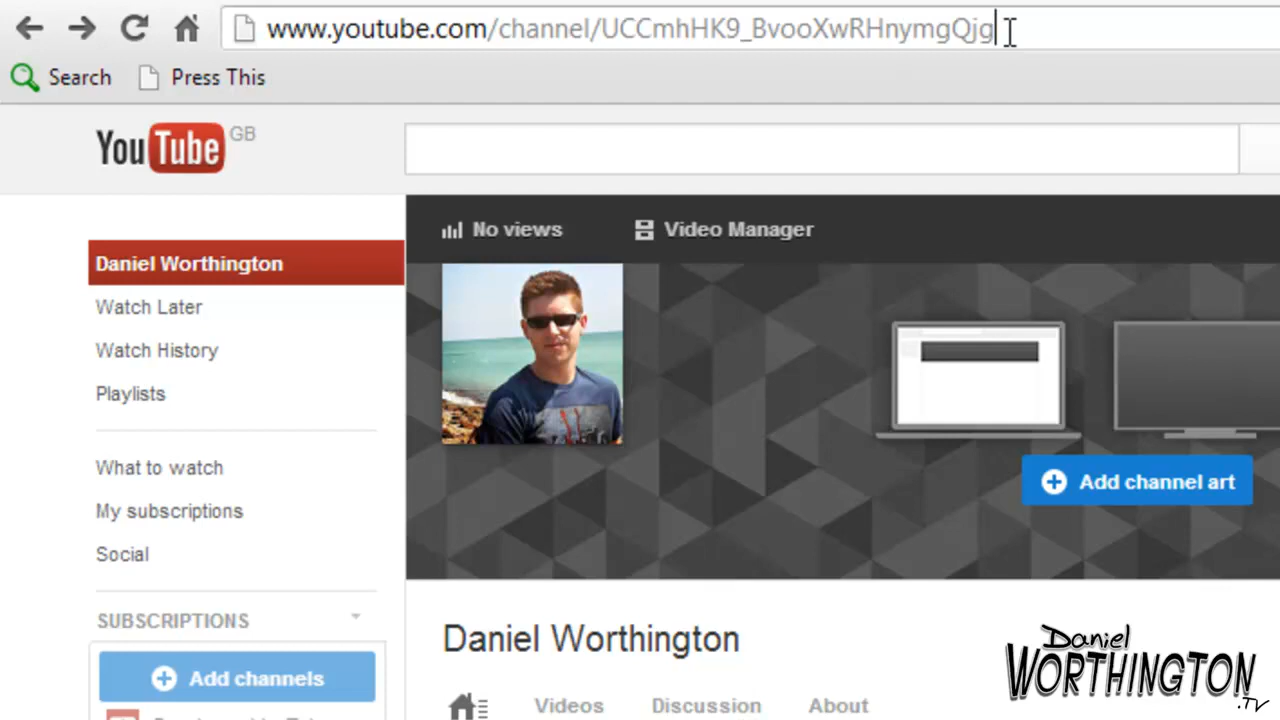 www.youtube.com/channel/UCCmhHK9_BvooXwRHnymgQjg
Search Press This
YouTube GB
No views Video Manager
Daniel Worthington
Watch Later
Watch History
Playlists
Add channel art
What to watch
My subscriptions
Social
SUBSCRIPTIONS
Add channels
Daniel Worthington
Videos Discussion About
Daniel
WORTHINGTON
.TV